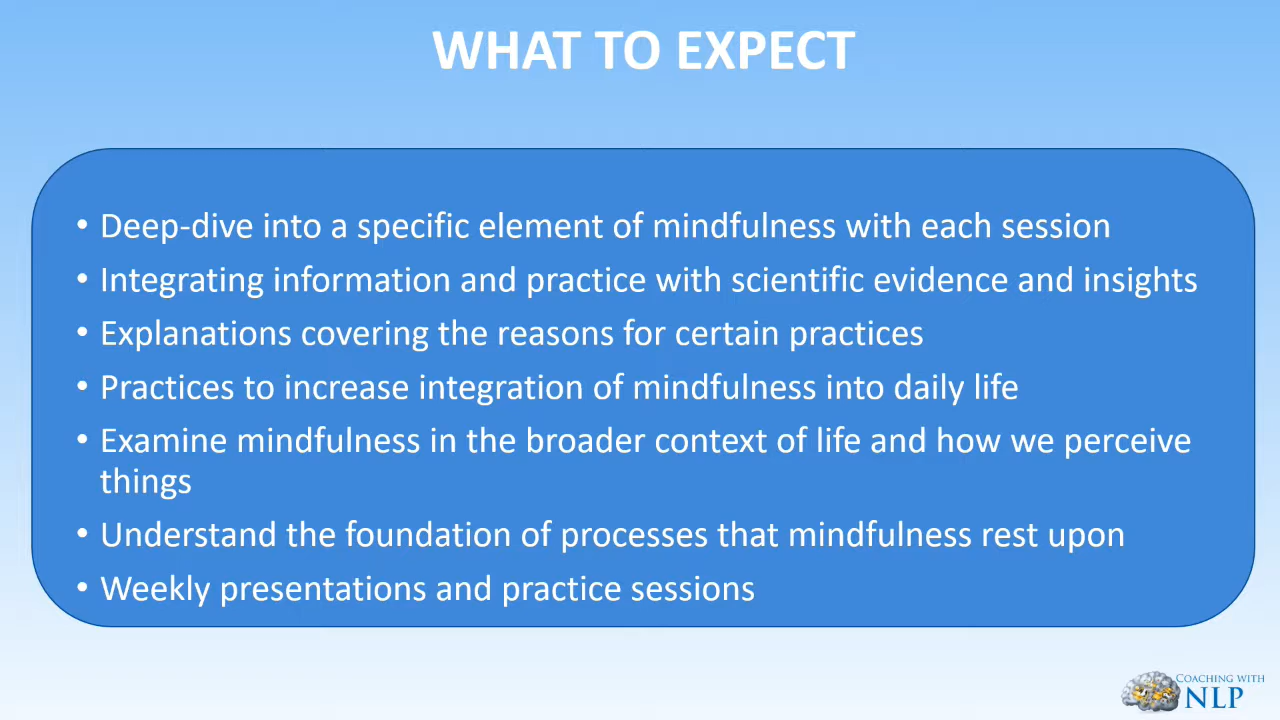 WHAT TO EXPECT
• Deep-dive into a specific element of mindfulness with each session
• Integrating information and practice with scientific evidence and insights
• Explanations covering the reasons for certain practices
• Practices to increase integration of mindfulness into daily life
• Examine mindfulness in the broader context of life and how we perceive
things
• Understand the foundation of processes that mindfulness rest upon
• Weekly presentations and practice sessions
COACHING WITH
NLP